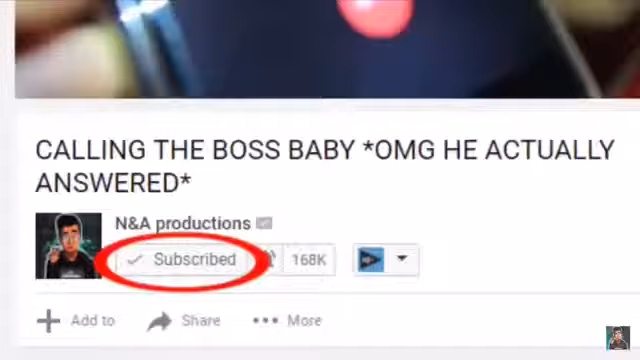 CALLING THE BOSS BABY *OMG HE ACTUALLY
ANSWERED*
N&A productions
Subscribed 168K
Add to Share More